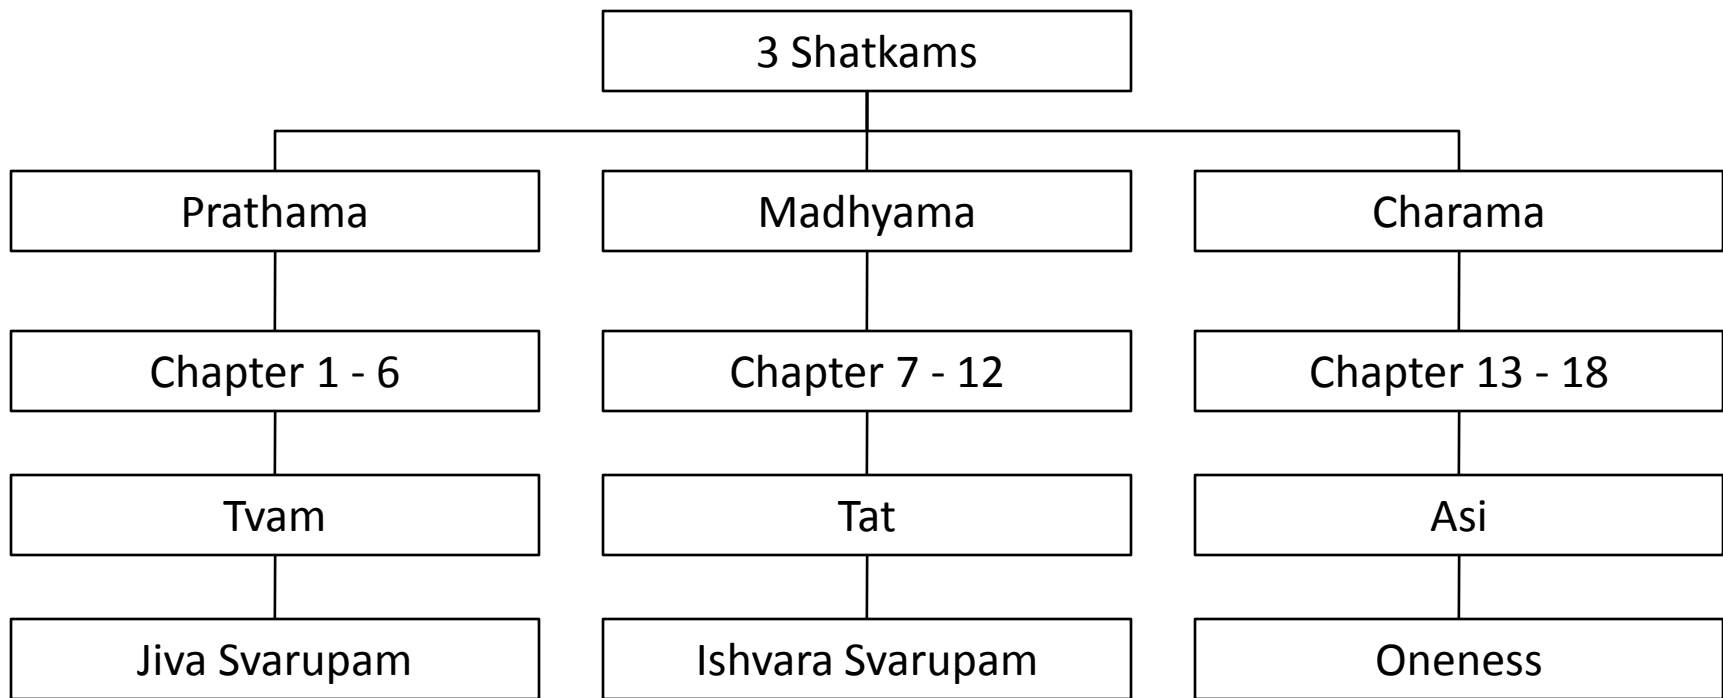 3 Shatkams
Prathama
Madhyama
Charama
Chapter 1 - 6
Chapter 7 - 12
Chapter 13 - 18
Tvam
Tat
Asi
Jiva Svarupam
Ishvara Svarupam
Oneness